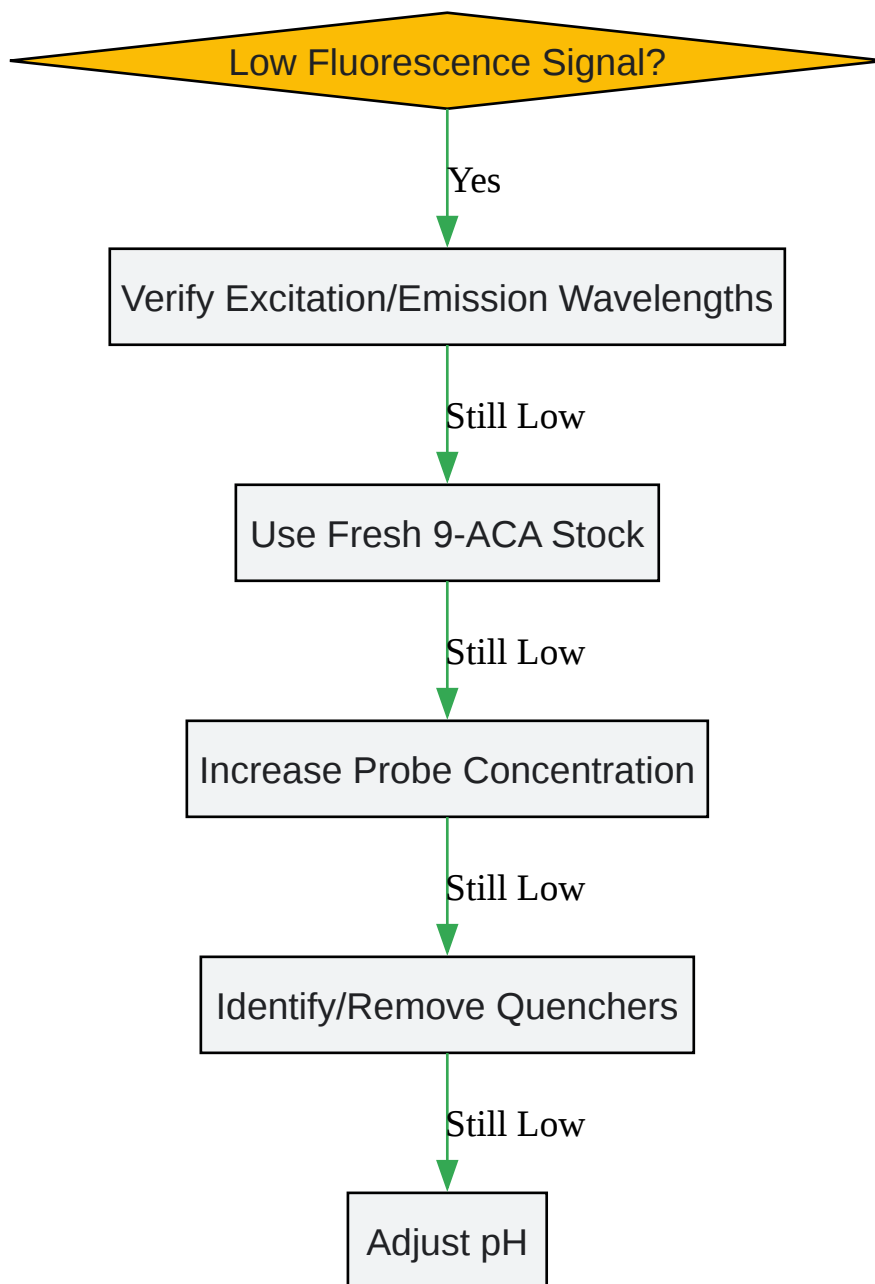 Low Fluorescence Signal?
Yes
Verify Excitation/Emission Wavelengths
Still Low
Use Fresh 9-ACA Stock
Still Low
Increase Probe Concentration
Still Low
Identify/Remove Quenchers
Still Low
Adjust pH